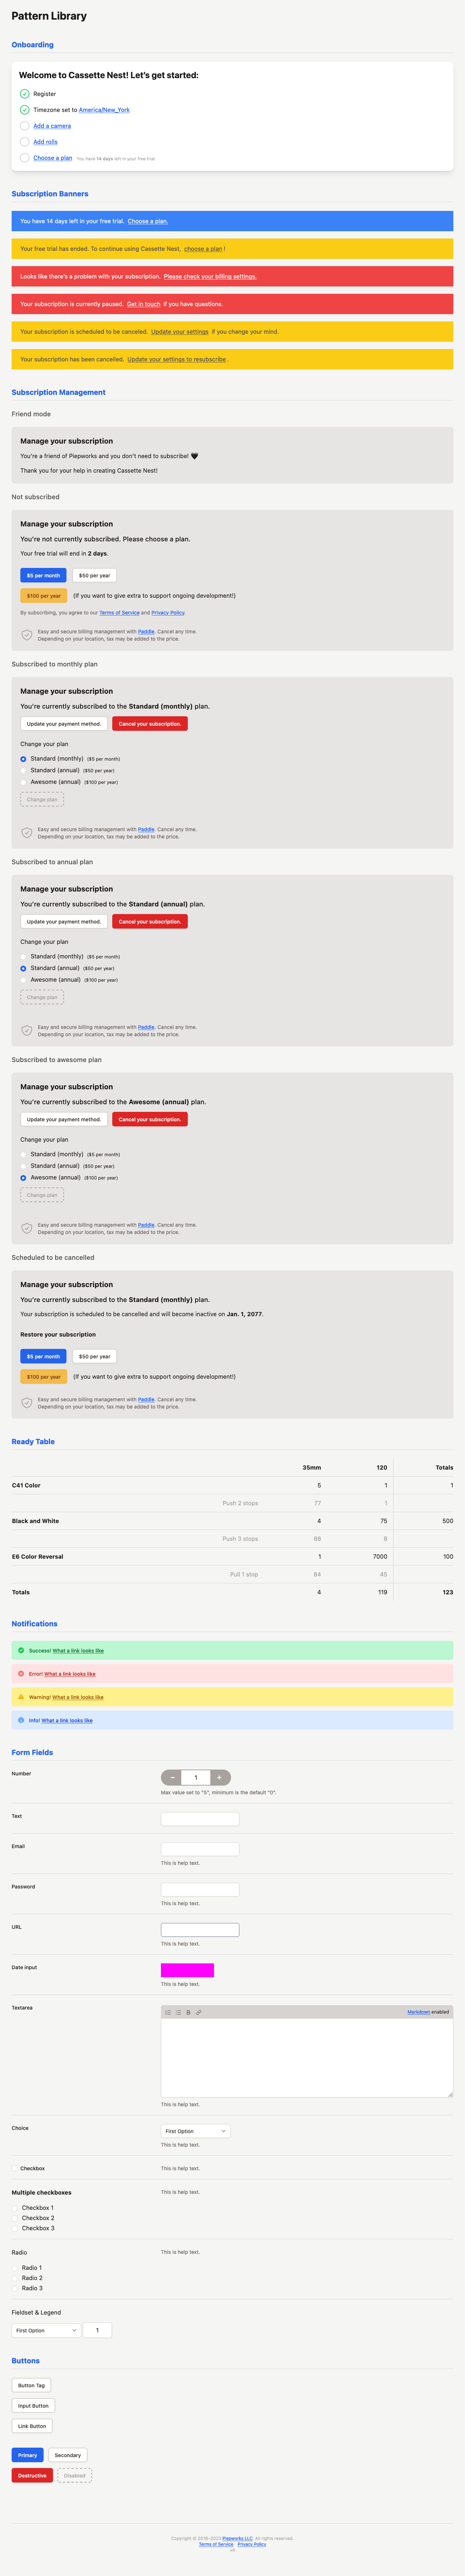 Pattern Library
Onboarding
Welcome to Cassette Nest! Let's get started:
Register
Timezone set to America/New_York
Add a camera
Add rolls
Choose a plan You have 14 days left in your free trial.
Subscription Banners
You have 14 days left in your free trial. Choose a plan.
Your free trial has ended. To continue using Cassette Nest, choose a plan!
Looks like there's a problem with your subscription. Please check your billing settings.
Your subscription is currently paused. Get in touch if you have questions.
Your subscription is scheduled to be canceled. Update your settings if you change your mind.
Your subscription has been cancelled. Update your settings to resubscribe.
Subscription Management
Friend mode
Manage your subscription
You're a friend of Piepworks and you don't need to subscribe! 🖤
Thank you for your help in creating Cassette Nest!
Not subscribed
Manage your subscription
You're not currently subscribed. Please choose a plan.
Your free trial will end in 2 days.
$5 per month $50 per year
$100 per year (If you want to give extra to support ongoing development!)
By subscribing, you agree to our Terms of Service and Privacy Policy.
Easy and secure billing management with Paddle. Cancel any time.
Depending on your location, tax may be added to the price.
Subscribed to monthly plan
Manage your subscription
You're currently subscribed to the Standard (monthly) plan.
Update your payment method. Cancel your subscription.
Change your plan
Standard (monthly) ($5 per month)
Standard (annual) ($50 per year)
Awesome (annual) ($100 per year)
Change plan
Easy and secure billing management with Paddle. Cancel any time.
Depending on your location, tax may be added to the price.
Subscribed to annual plan
Manage your subscription
You're currently subscribed to the Standard (annual) plan.
Update your payment method. Cancel your subscription.
Change your plan
Standard (monthly) ($5 per month)
Standard (annual) ($50 per year)
Awesome (annual) ($100 per year)
Change plan
Easy and secure billing management with Paddle. Cancel any time.
Depending on your location, tax may be added to the price.
Subscribed to awesome plan
Manage your subscription
You're currently subscribed to the Awesome (annual) plan.
Update your payment method. Cancel your subscription.
Change your plan
Standard (monthly) ($5 per month)
Standard (annual) ($50 per year)
Awesome (annual) ($100 per year)
Change plan
Easy and secure billing management with Paddle. Cancel any time.
Depending on your location, tax may be added to the price.
Scheduled to be cancelled
Manage your subscription
You're currently subscribed to the Standard (monthly) plan.
Your subscription is scheduled to be cancelled and will become inactive on Jan. 1, 2077.
Restore your subscription
$5 per month $50 per year
$100 per year (If you want to give extra to support ongoing development!)
Easy and secure billing management with Paddle. Cancel any time.
Depending on your location, tax may be added to the price.
Ready Table
35mm 120 Totals
C41 Color 5 1 1
Push 2 stops 77 1
Black and White 4 75 500
Push 3 stops 88 8
E6 Color Reversal 1 7000 100
Pull 1 stop 84 45
Totals 4 119 123
Notifications
Success! What a link looks like
Error! What a link looks like
Warning! What a link looks like
Info! What a link looks like
Form Fields
Number − 1 +
Max value set to "5", minimum is the default "0".
Text
Email
This is help text.
Password
This is help text.
URL
This is help text.
Date input
This is help text.
Textarea B Markdown enabled
This is help text.
Choice First Option
This is help text.
Checkbox This is help text.
Multiple checkboxes This is help text.
Checkbox 1
Checkbox 2
Checkbox 3
Radio This is help text.
Radio 1
Radio 2
Radio 3
Fieldset & Legend
First Option 1
Buttons
Button Tag
Input Button
Link Button
Primary Secondary
Destructive Disabled
Copyright © 2018–2023 Piepworks LLC. All rights reserved.
Terms of Service Privacy Policy